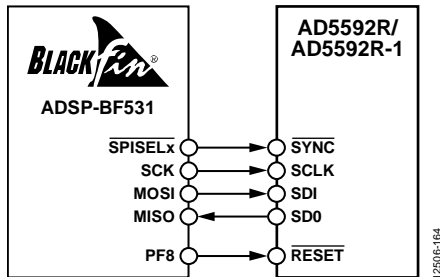 BLACKfin®
ADSP-BF531
SPISELx
SCK
MOSI
MISO
PF8
AD5592R/
AD5592R-1
SYNC
SCLK
SDI
SD0
RESET
12506-164